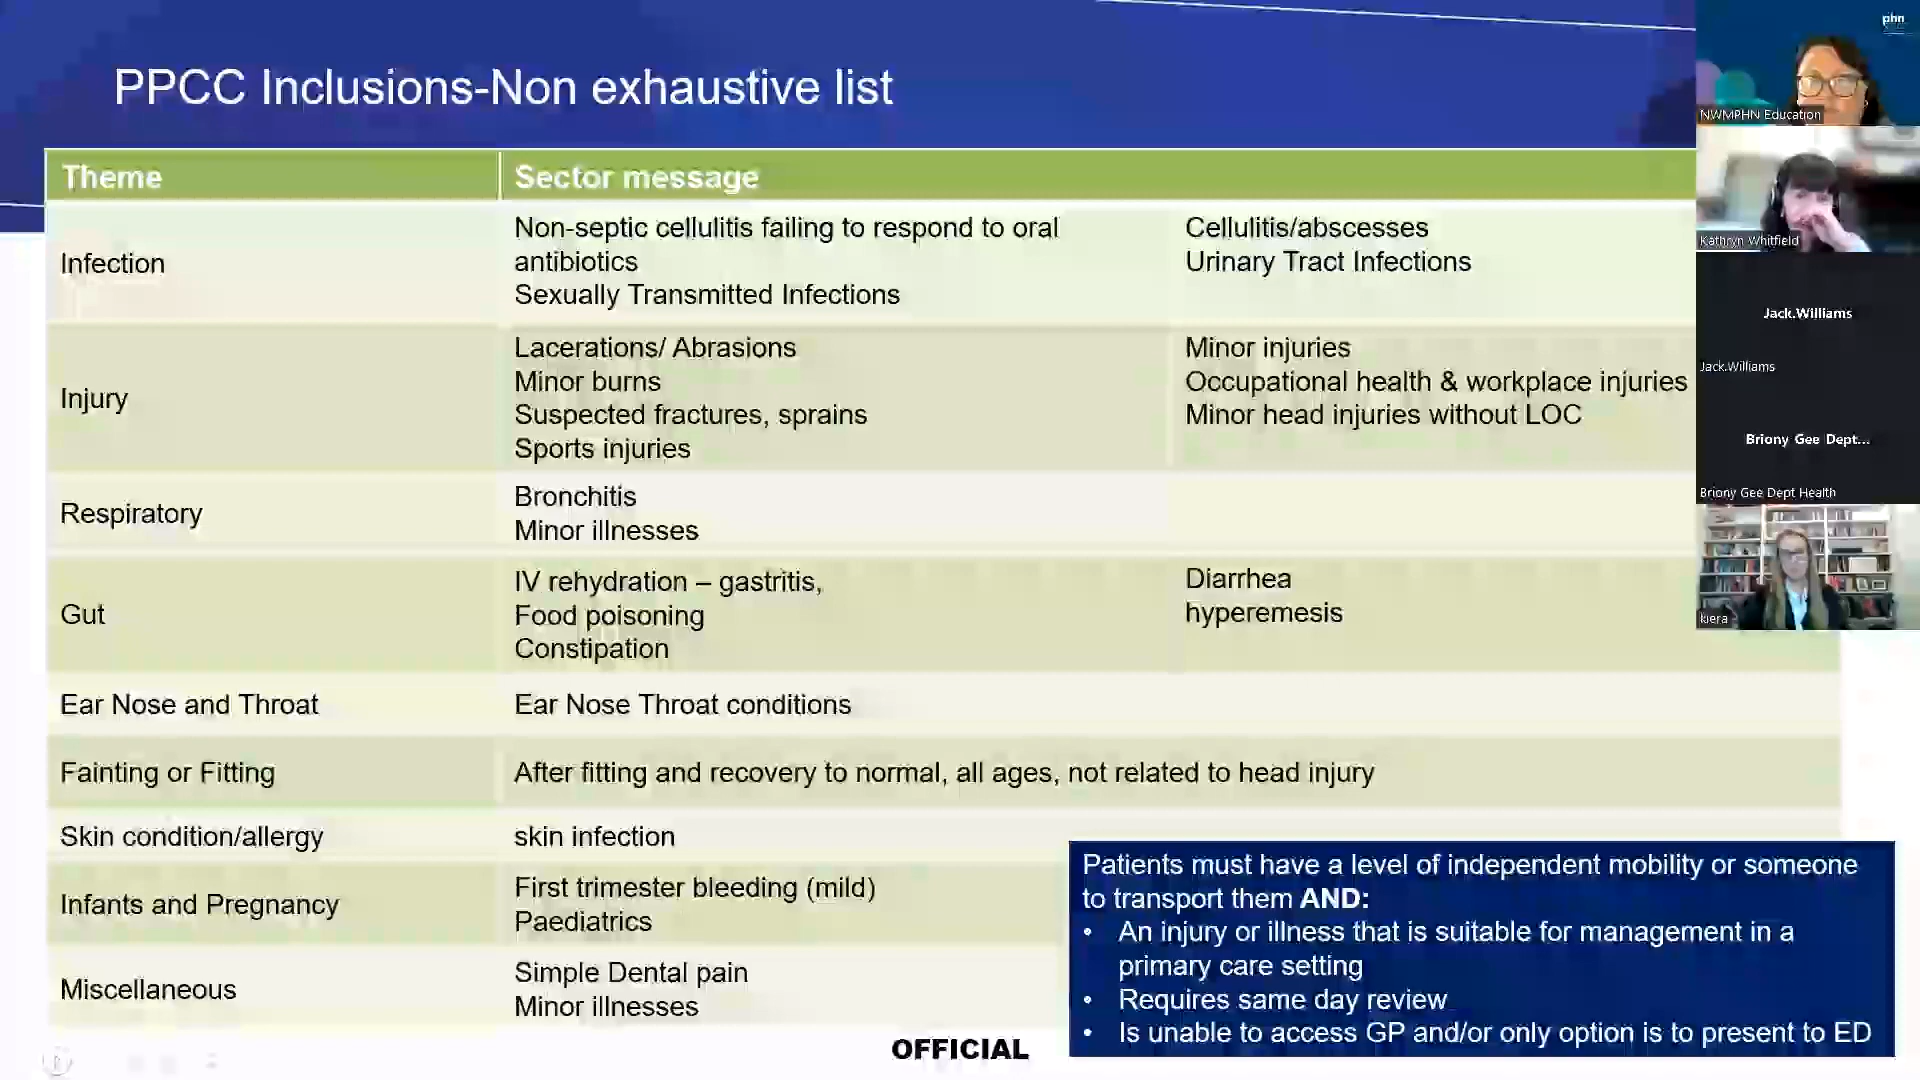 PPCC Inclusions-Non exhaustive list
Theme
Sector message
Infection
Non-septic cellulitis failing to respond to oral
antibiotics
Sexually Transmitted Infections
Cellulitis/abscesses
Urinary Tract Infections
Injury
Lacerations/ Abrasions
Minor burns
Suspected fractures, sprains
Sports injuries
Minor injuries
Occupational health & workplace injuries
Minor head injuries without LOC
Respiratory
Bronchitis
Minor illnesses
Gut
IV rehydration – gastritis,
Food poisoning
Constipation
Diarrhea
hyperemesis
Ear Nose and Throat
Ear Nose Throat conditions
Fainting or Fitting
After fitting and recovery to normal, all ages, not related to head injury
Skin condition/allergy
skin infection
Infants and Pregnancy
First trimester bleeding (mild)
Paediatrics
Miscellaneous
Simple Dental pain
Minor illnesses
Patients must have a level of independent mobility or someone
to transport them AND:
• An injury or illness that is suitable for management in a
primary care setting
• Requires same day review
• Is unable to access GP and/or only option is to present to ED
OFFICIAL
phn
NWMPHN Education
Kathryn Whitfield
Jack.Williams
Jack.Williams
Briony Gee Dept...
Briony Gee Dept Health
kiera